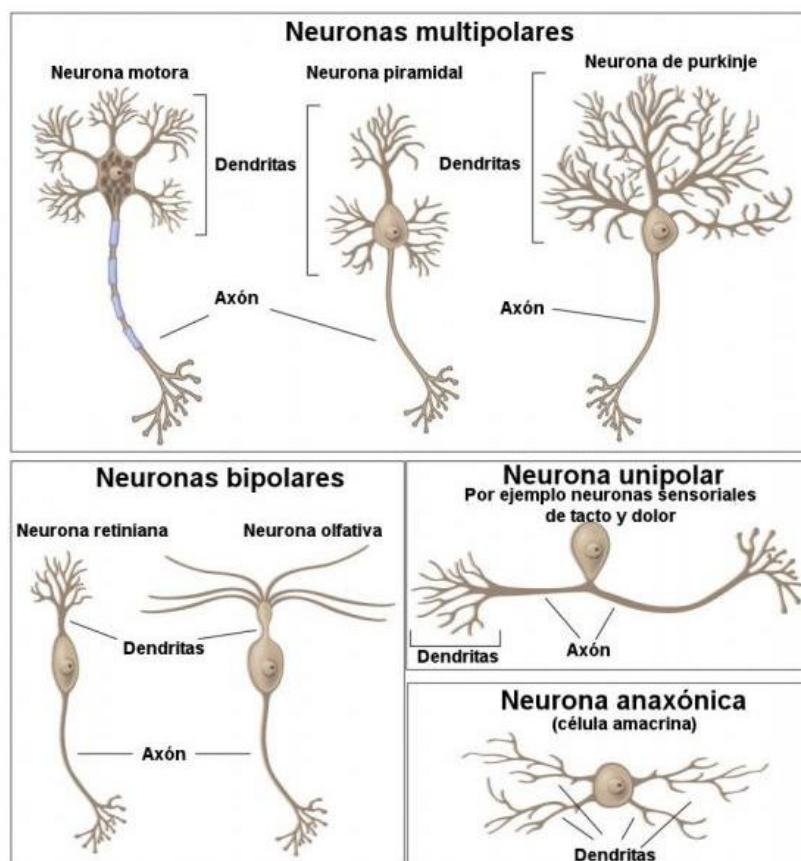 Neuronas multipolares
Neurona motora
Neurona piramidal
Neurona de purkinje
Dendritas
Dendritas
Axón
Axón
Neuronas bipolares
Neurona retiniana
Neurona olfativa
Dendritas
Axón
Neurona unipolar
Por ejemplo neuronas sensoriales
de tacto y dolor
Dendritas
Axón
Neurona anaxónica
(célula amacrina)
Dendritas